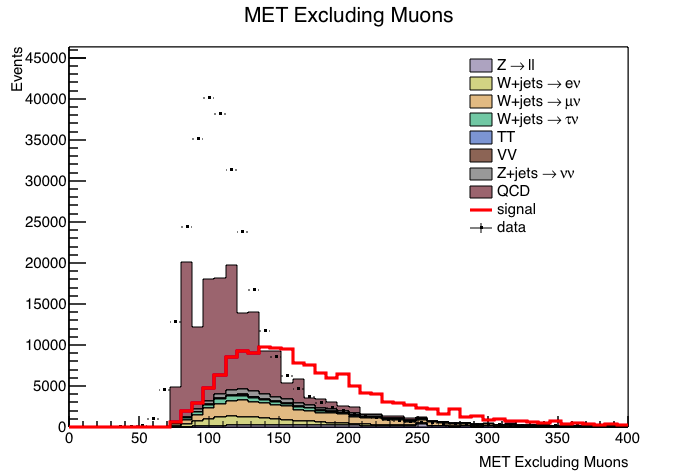 MET Excluding Muons
Events
45000
40000
35000
30000
25000
20000
15000
10000
5000
0
Z → ll
W+jets → eν
W+jets → μν
W+jets → τν
TT
VV
Z+jets → νν
QCD
signal
data
0 50 100 150 200 250 300 350 400
MET Excluding Muons